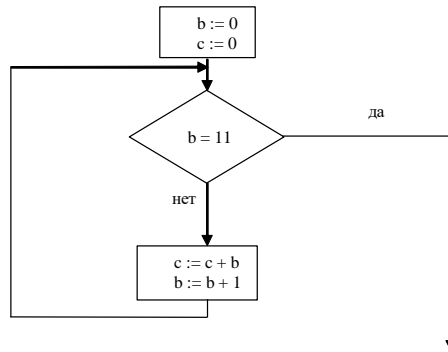 b := 0
c := 0
да
b = 11
нет
c := c + b
b := b + 1